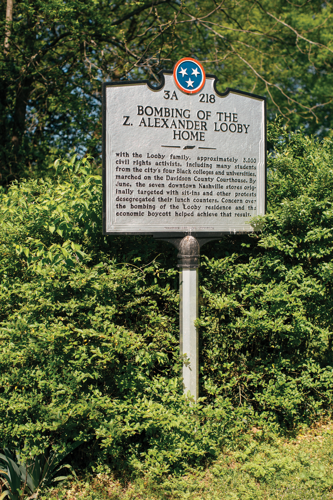 3A 218
BOMBING OF THE
Z. ALEXANDER LOOBY
HOME
with the Looby family, approximately 3,000
civil rights activists, including many students
from the city's four Black colleges and universities,
marched on the Davidson County Courthouse. By
June, the seven downtown Nashville stores orig-
inally targeted with sit-ins and other protests
desegregated their lunch counters. Concern over
the bombing of the Looby residence and the
economic boycott helped achieve that result.